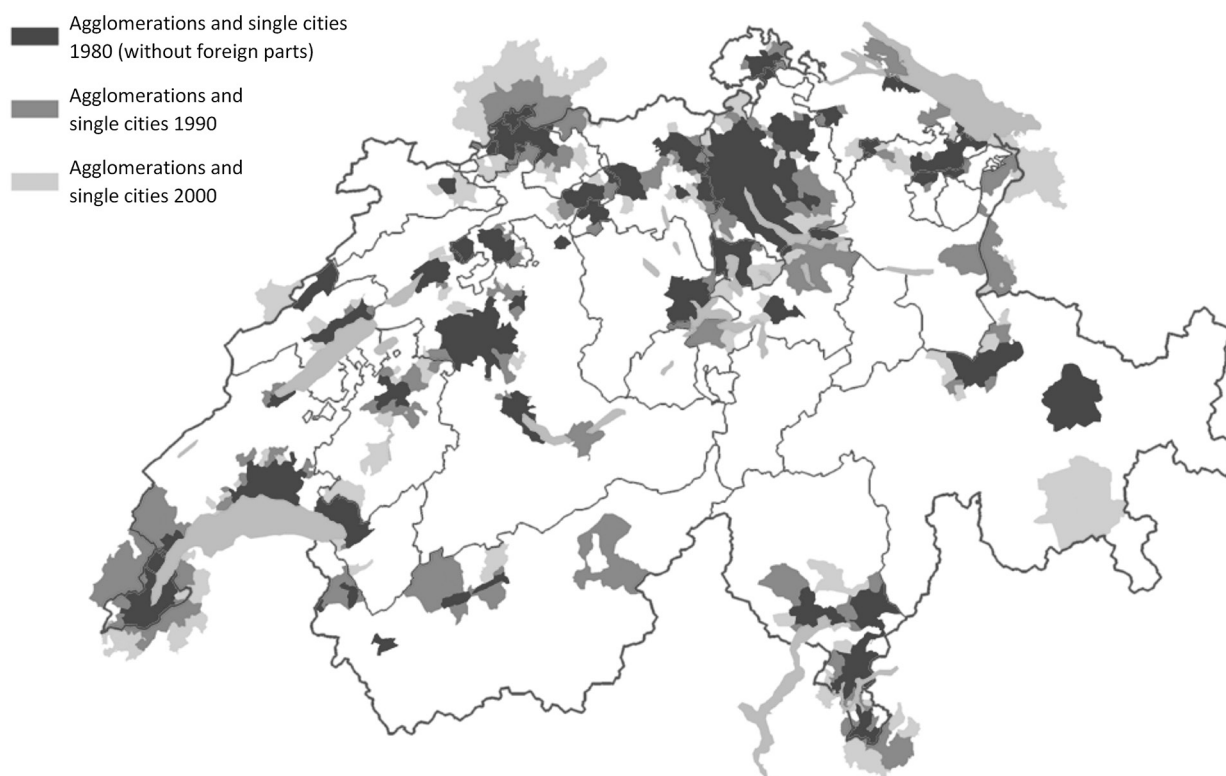 Agglomerations and single cities
1980 (without foreign parts)
Agglomerations and
single cities 1990
Agglomerations and
single cities 2000